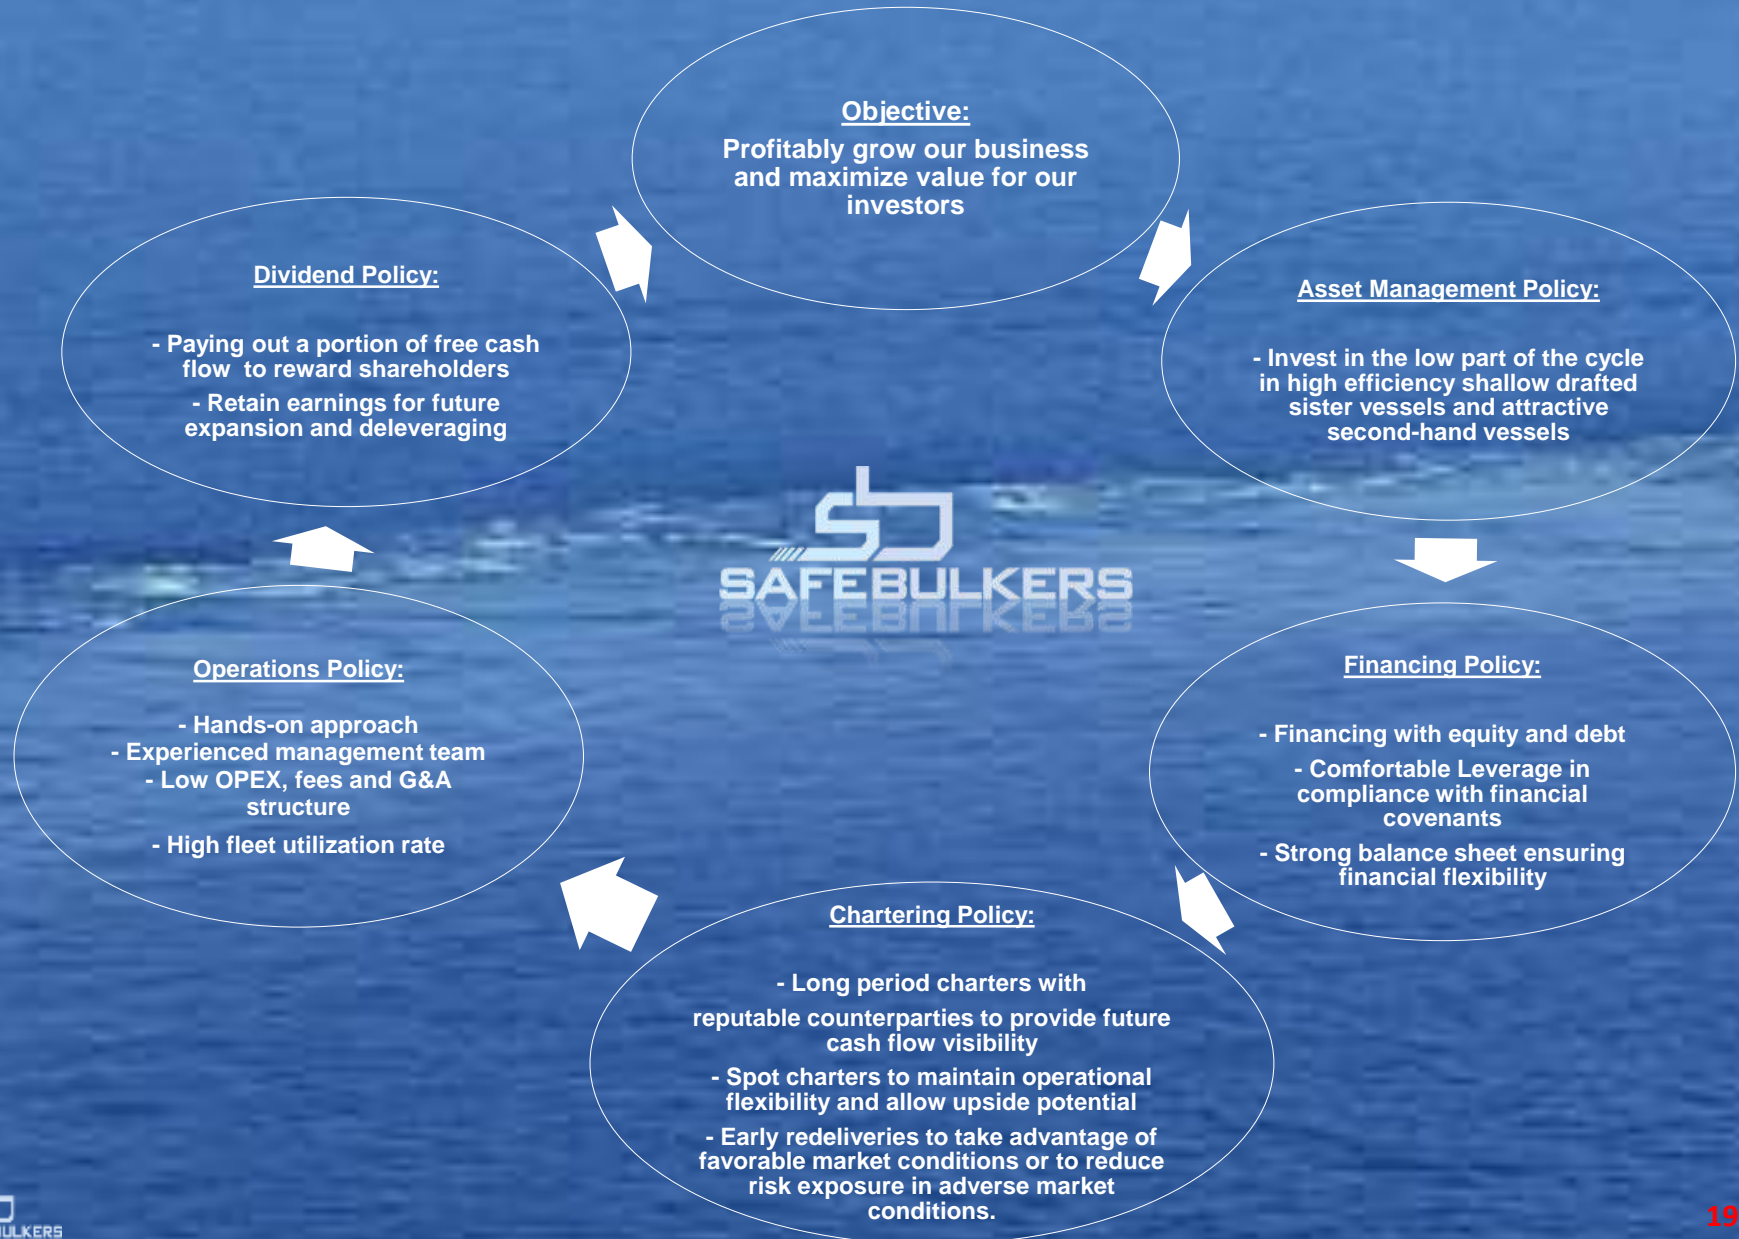 Objective:
Profitably grow our business
and maximize value for our
investors
Dividend Policy:
- Paying out a portion of free cash
flow to reward shareholders
- Retain earnings for future
expansion and deleveraging
Asset Management Policy:
- Invest in the low part of the cycle
in high efficiency shallow drafted
sister vessels and attractive
second-hand vessels
SAFEBULKERS
Operations Policy:
- Hands-on approach
- Experienced management team
- Low OPEX, fees and G&A
structure
- High fleet utilization rate
Financing Policy:
- Financing with equity and debt
- Comfortable Leverage in
compliance with financial
covenants
- Strong balance sheet ensuring
financial flexibility
Chartering Policy:
- Long period charters with
reputable counterparties to provide future
cash flow visibility
- Spot charters to maintain operational
flexibility and allow upside potential
- Early redeliveries to take advantage of
favorable market conditions or to reduce
risk exposure in adverse market
conditions.
ULKERS
19